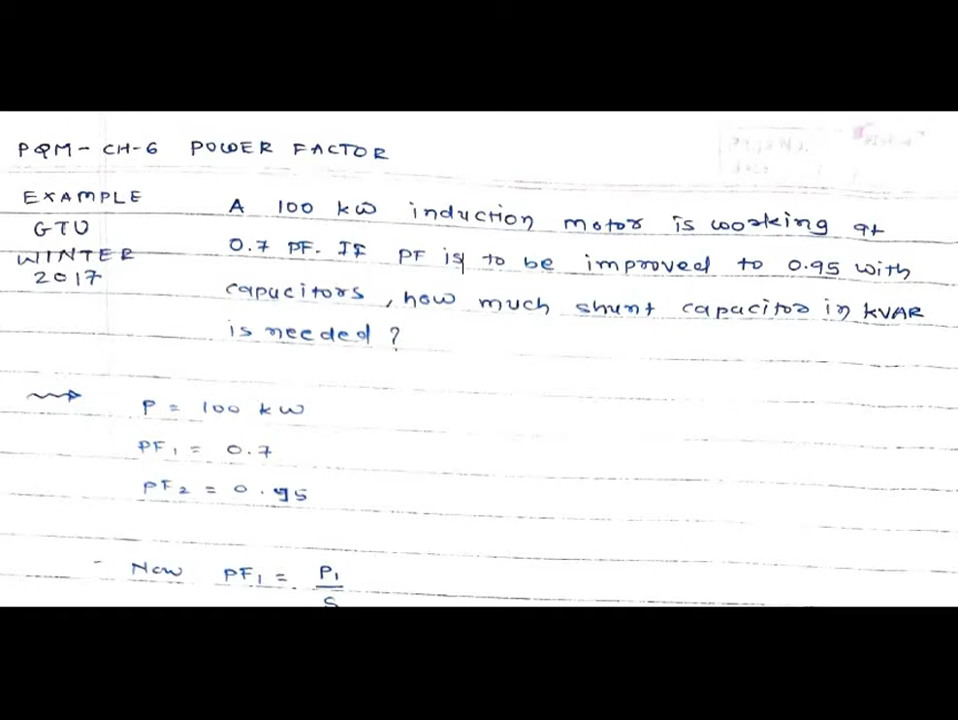 PQM - CH-6 POWER FACTOR
EXAMPLE
GTU
WINTER
2017
A 100 kW induction motor is working at
0.7 PF. If PF is to be improved to 0.95 with
capacitors, how much shunt capacitor in kVAR
is needed ?
P = 100 kW
PF1 = 0.7
PF2 = 0.95
- Now PF1 = P1
S